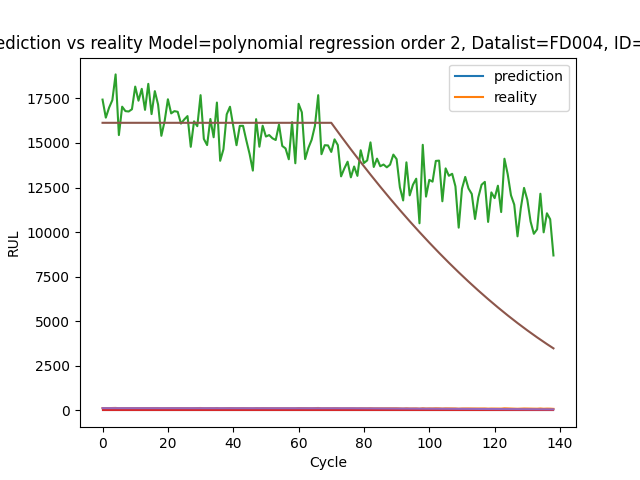 ediction vs reality Model=polynomial regression order 2, Datalist=FD004, ID=
prediction
reality
RUL
17500
15000
12500
10000
7500
5000
2500
0
0 20 40 60 80 100 120 140
Cycle